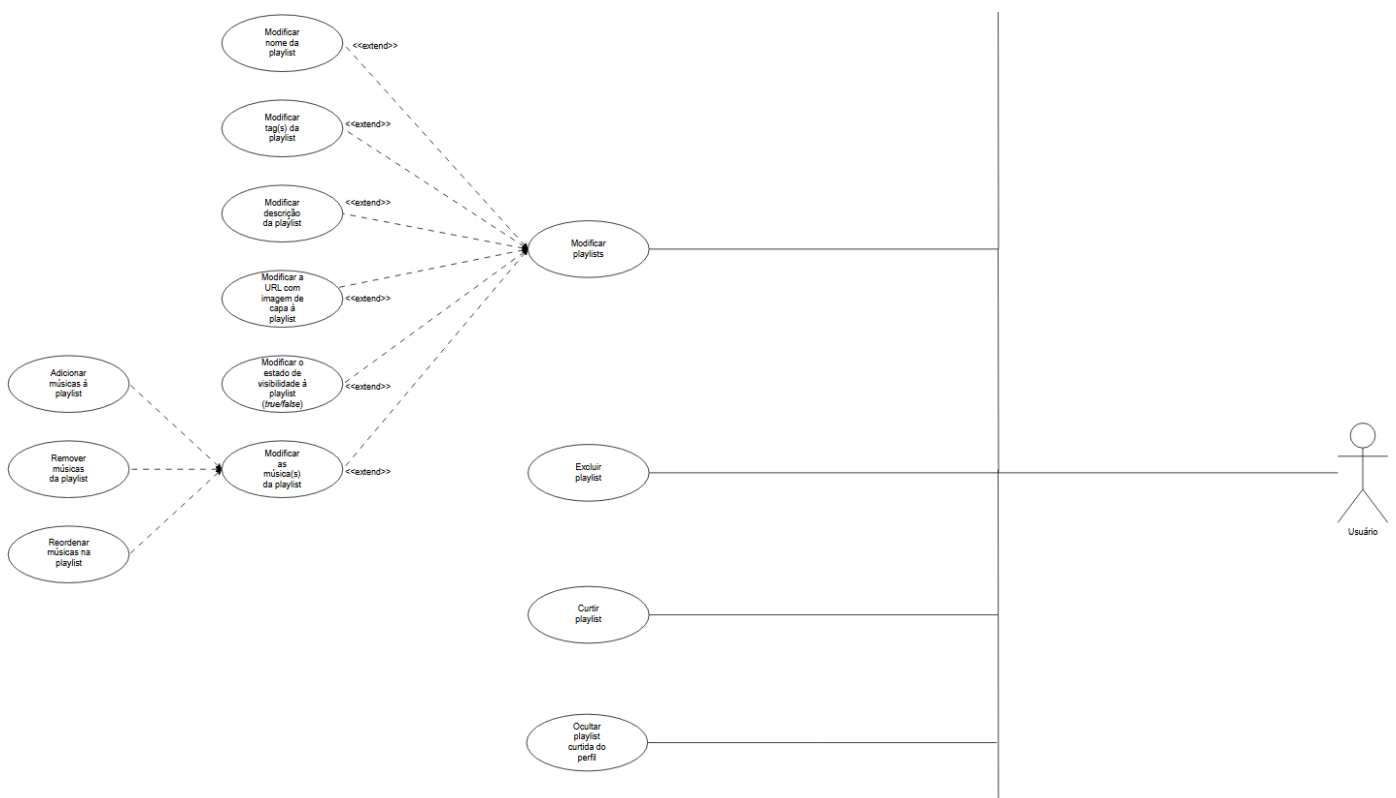 Modificar
nome da
playlist
<<extend>>
Modificar
tag(s) da
playlist
<<extend>>
Modificar
descrição
da playlist
<<extend>>
Modificar
playlists
Modificar a
URL com
imagem de
capa à
playlist
<<extend>>
Modificar o
estado de
visibilidade à
playlist
(true/false)
<<extend>>
Adicionar
músicas à
playlist
Remover
músicas
da playlist
Modificar
as
música(s)
da playlist
<<extend>>
Excluir
playlist
Usuário
Reordenar
músicas na
playlist
Curtir
playlist
Ocultar
playlist
curtida do
perfil